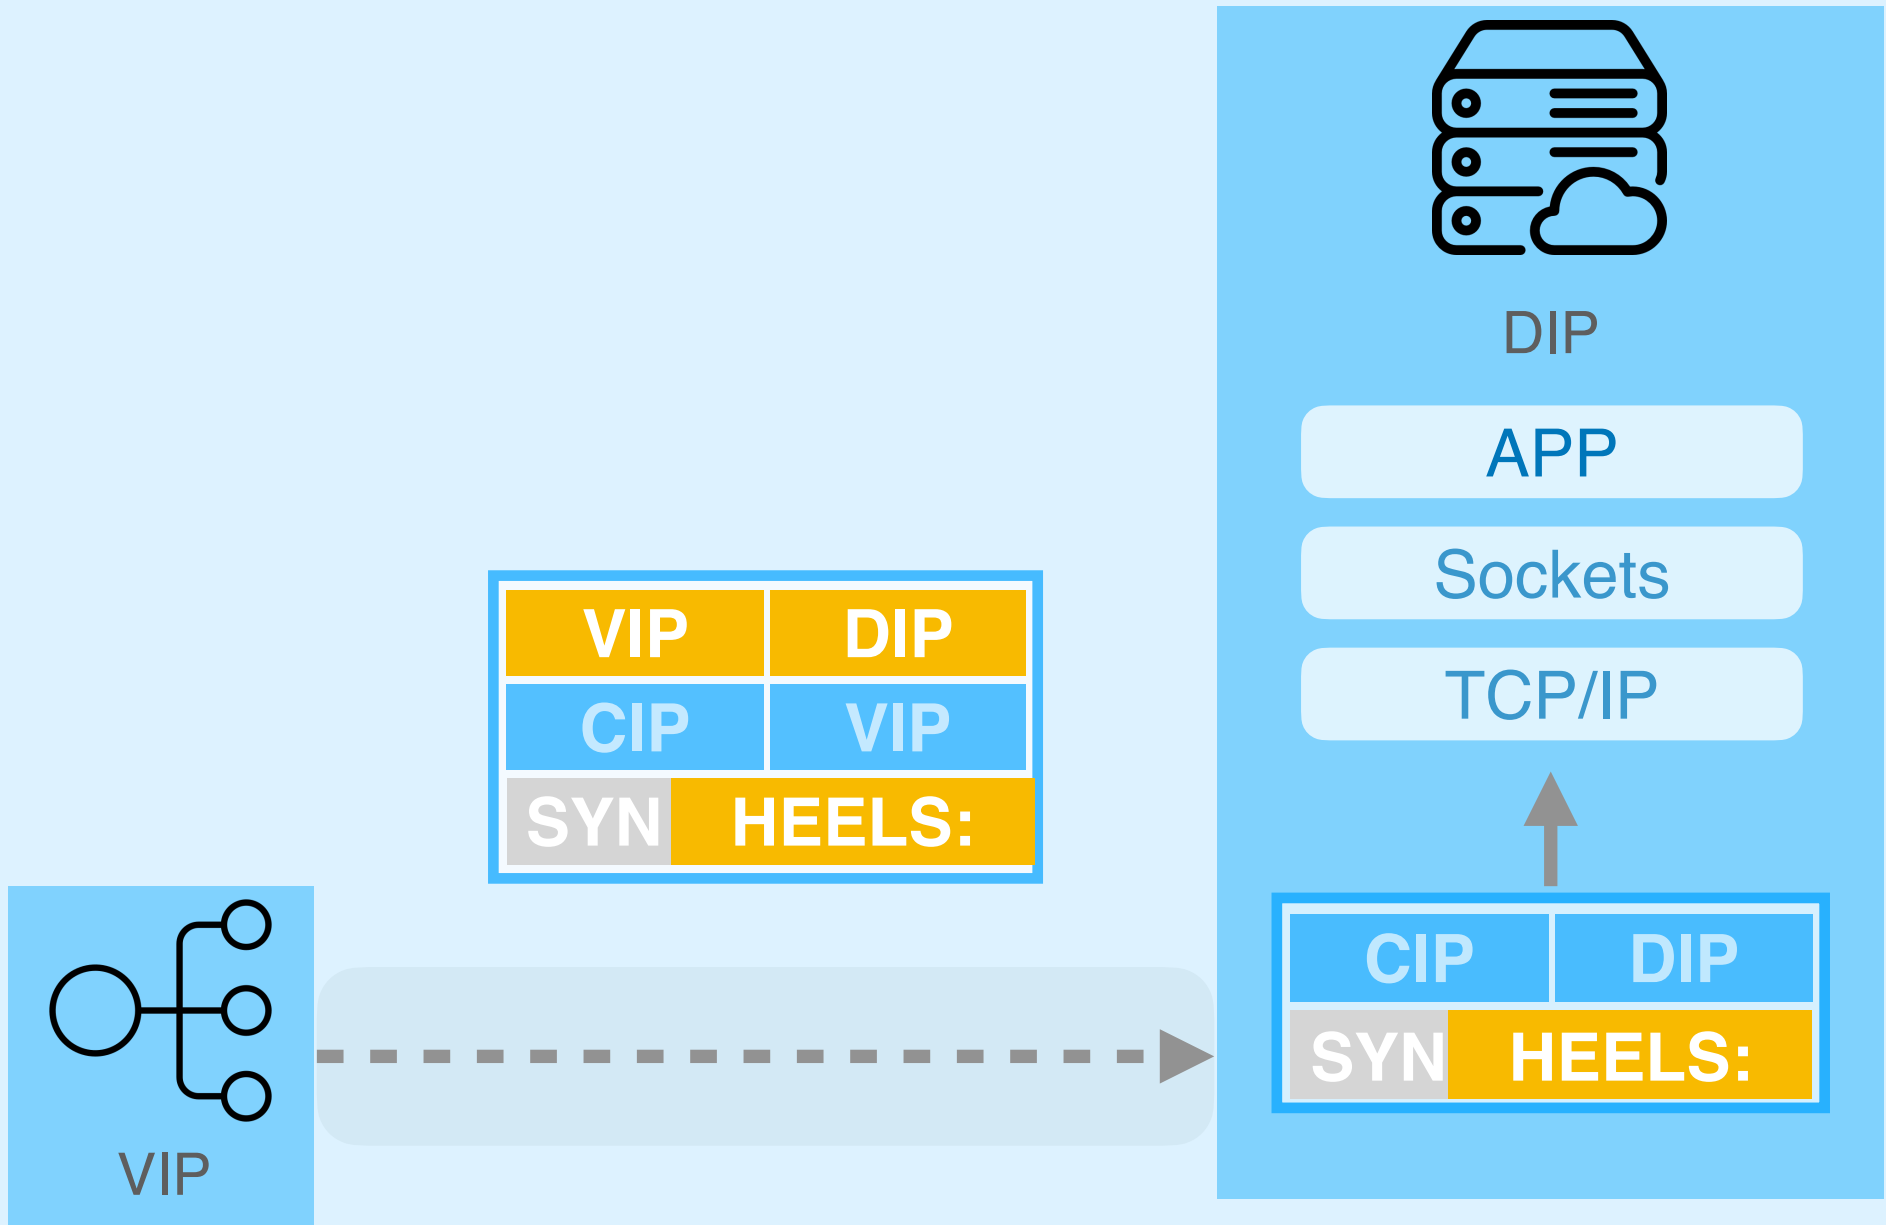 DIP
APP
Sockets
TCP/IP
VIP DIP
CIP VIP
SYN HEELS:
CIP DIP
SYN HEELS:
VIP